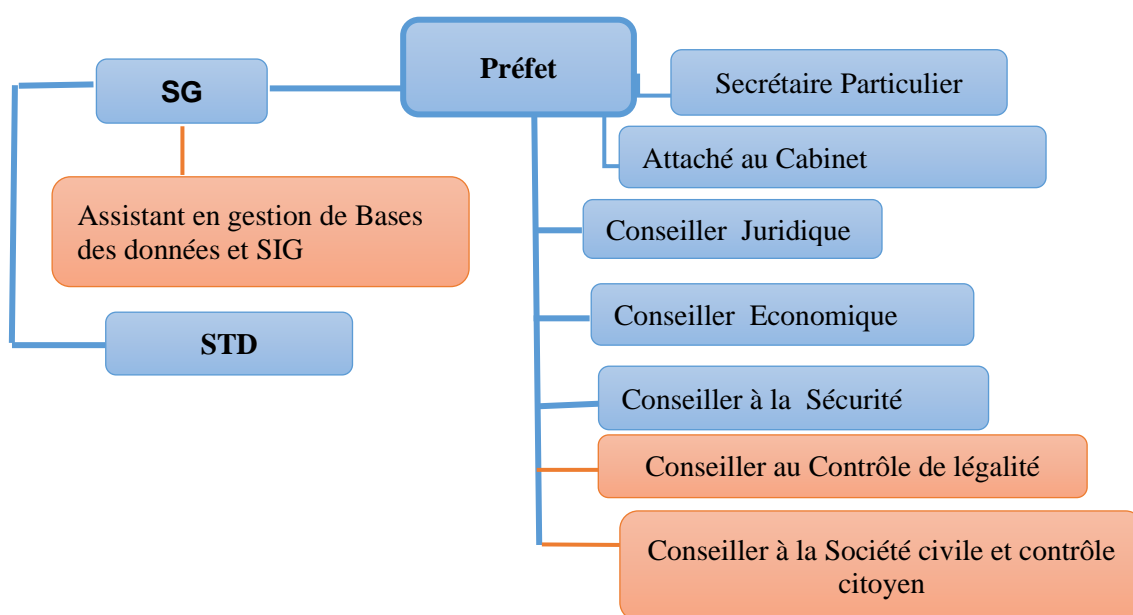 Préfet
SG
Secrétaire Particulier
Attaché au Cabinet
Assistant en gestion de Bases
des données et SIG
Conseiller Juridique
Conseiller Economique
STD
Conseiller à la Sécurité
Conseiller au Contrôle de légalité
Conseiller à la Société civile et contrôle
citoyen